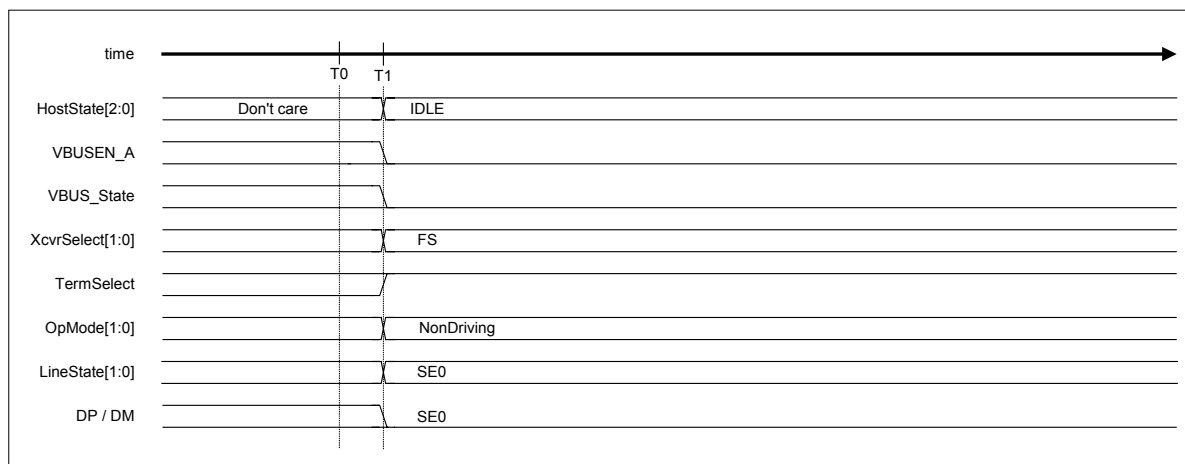 time
T0 T1
HostState[2:0] Don't care IDLE
VBUSEN_A
VBUS_State
XcvrSelect[1:0] FS
TermSelect
OpMode[1:0] NonDriving
LineState[1:0] SE0
DP / DM SE0